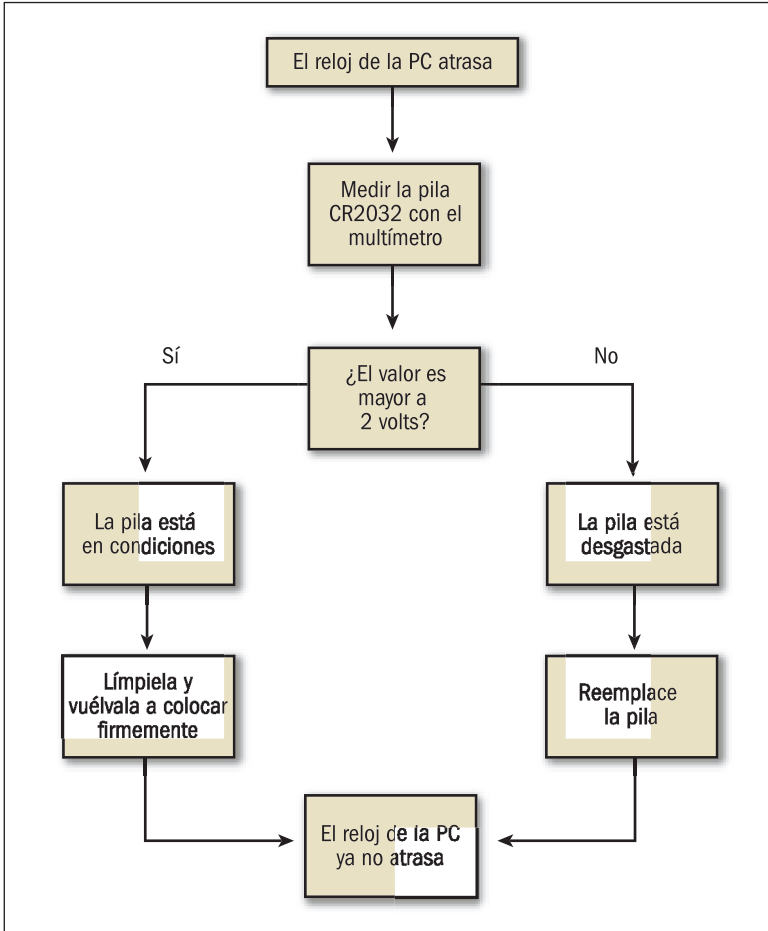 El reloj de la PC atrasa
Medir la pila
CR2032 con el
multímetro
Sí
No
¿El valor es
mayor a
2 volts?
La pila está
en condiciones
La pila está
desgastada
Límpiela y
vuélvala a colocar
firmemente
Reemplace
la pila
El reloj de la PC
ya no atrasa